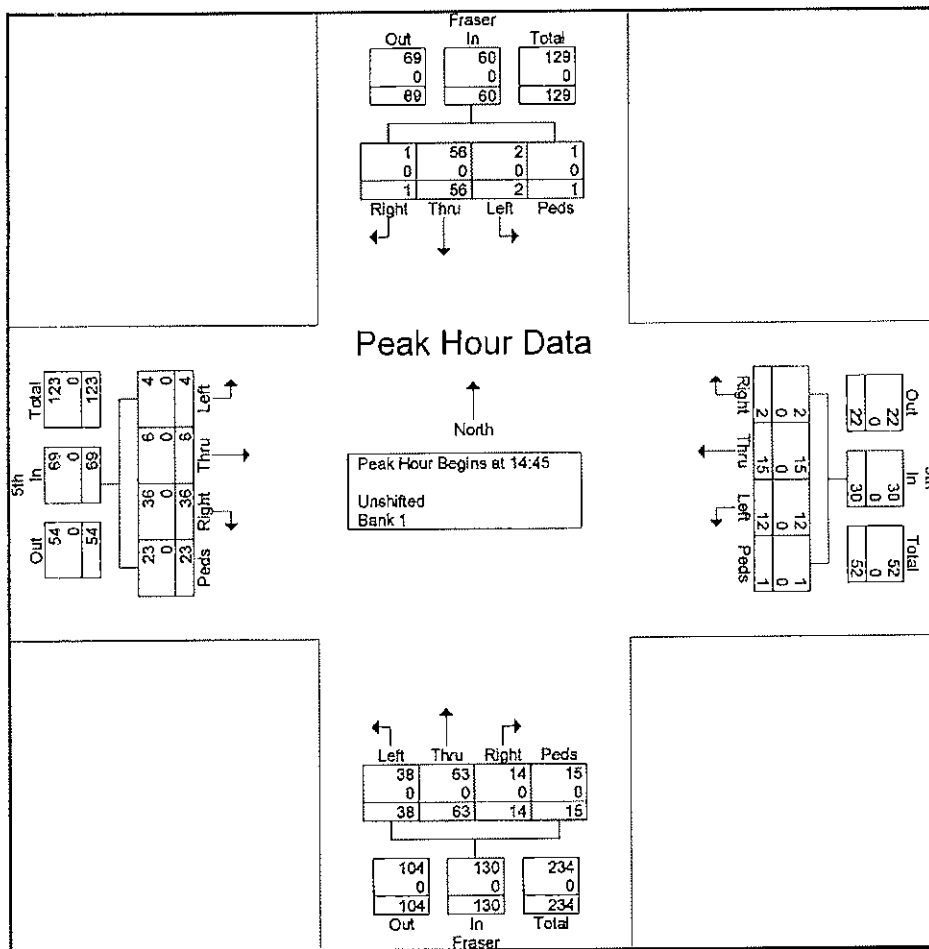 Fraser
Out In Total
69 60 129
0 0 0
69 60 129
1 56 2 1
0 0 0 0
1 56 2 1
Right Thru Left Peds
Peak Hour Data
North
Peak Hour Begins at 14:45
Unshifted
Bank 1
5th
Total In Out
123 69 54
0 0 0
123 69 54
4 6 36 23
0 0 0 0
4 6 36 23
Left Thru Right Peds
Out In Total
22 30 52
0 0 0
22 30 52
2 15 12 1
0 0 0 0
2 15 12 1
Right Thru Left Peds
Left Thru Right Peds
38 63 14 15
0 0 0 0
38 63 14 15
104 130 234
0 0 0
104 130 234
Out In Total
Fraser